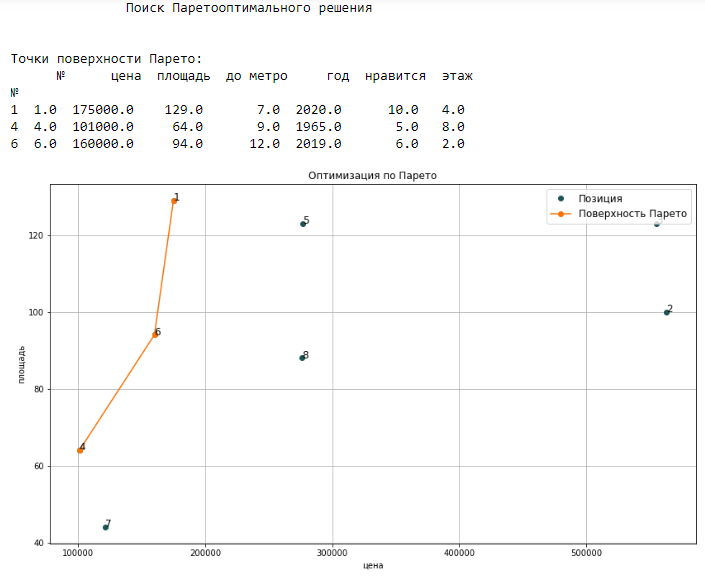 Поиск Паретооптимального решения
Точки поверхности Парето:
№ цена площадь до метро год нравится этаж
№
1 1.0 175000.0 129.0 7.0 2020.0 10.0 4.0
4 4.0 101000.0 64.0 9.0 1965.0 5.0 8.0
6 6.0 160000.0 94.0 12.0 2019.0 6.0 2.0
Оптимизация по Парето
Позиция
Поверхность Парето
1
5
2
6
8
4
7
120
100
80
60
40
площадь
100000 200000 300000 400000 500000
цена